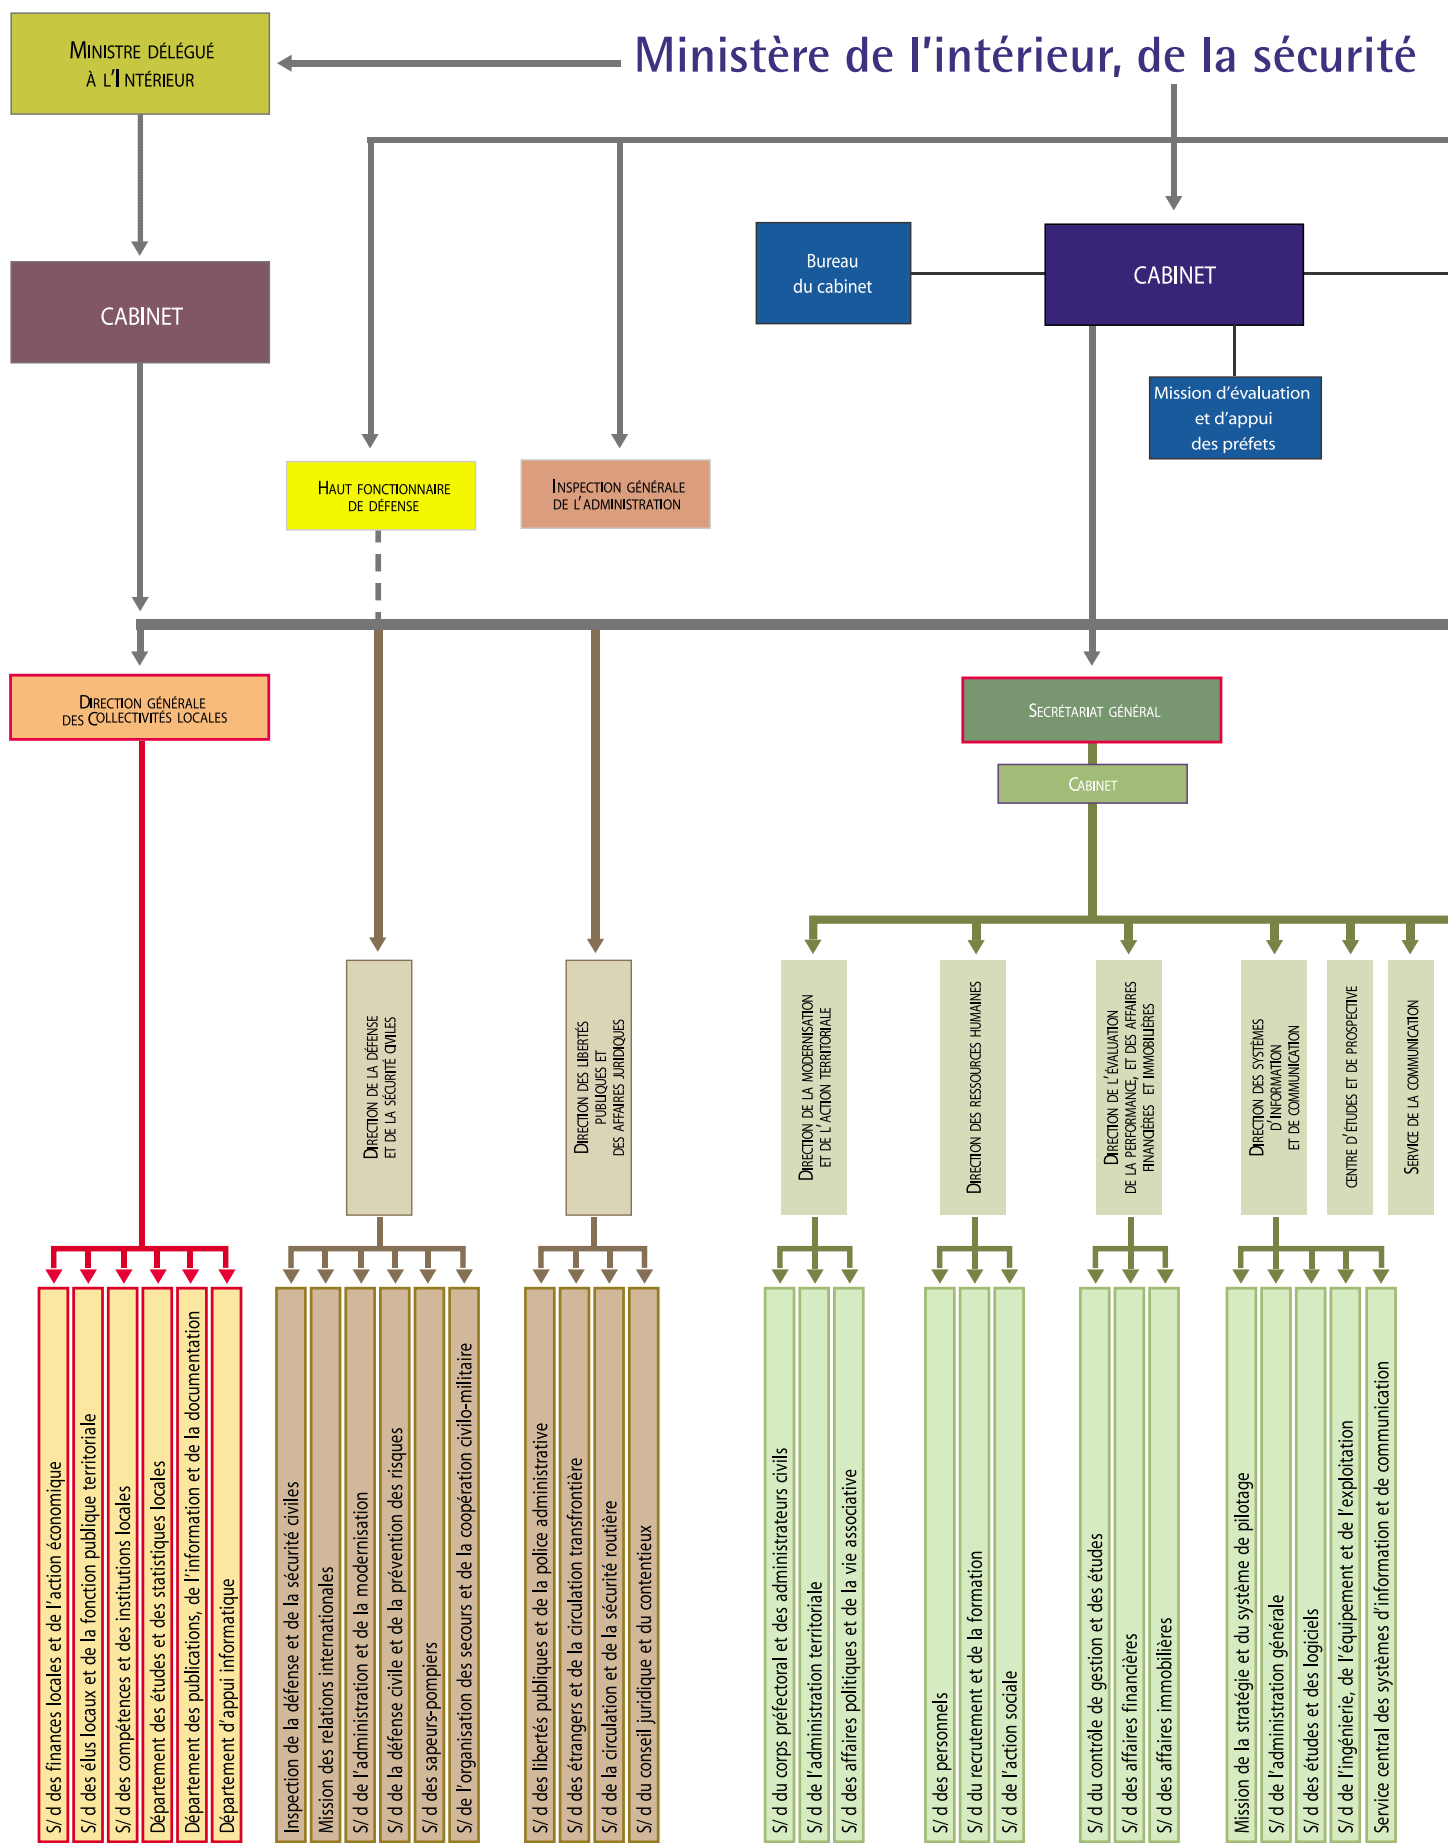 Ministre délégué
à l'Intérieur
Ministère de l'intérieur, de la sécurité
CABINET
Bureau
du cabinet
CABINET
Mission d'évaluation
et d'appui
des préfets
Haut fonctionnaire
de défense
Inspection générale
de l'administration
Direction générale
des Collectivités locales
Secrétariat général
Cabinet
Direction de la défense
et de la sécurité civiles
Direction des libertés
publiques et
des affaires juridiques
Direction de la modernisation
et de l'action territoriale
Direction des ressources humaines
Direction de l'évaluation
de la performance, et des affaires
financières et immobilières
Direction des systèmes
d'information
et de communication
centre d'études et de prospective
Service de la communication
S/ d des finances locales et de l'action économique
S/ d des élus locaux et de la fonction publique territoriale
S/ d des compétences et des institutions locales
Département des études et des statistiques locales
Département des publications, de l'information et de la documentation
Département d'appui informatique
Inspection de la défense et de la sécurité civiles
Mission des relations internationales
S/ d de l'administration et de la modernisation
S/ d de la défense civile et de la prévention des risques
S/ d des sapeurs-pompiers
S/ de l'organisation des secours et de la coopération civilo-militaire
S/ d des libertés publiques et de la police administrative
S/ d des étrangers et de la circulation transfrontière
S/ d de la circulation et de la sécurité routière
S/ d du conseil juridique et du contentieux
S/ d du corps préfectoral et des administrateurs civils
S/ d de l'administration territoriale
S/ d des affaires politiques et de la vie associative
S/ d des personnels
S/ d du recrutement et de la formation
S/ d de l'action sociale
S/ d du contrôle de gestion et des études
S/ d des affaires financières
S/ d des affaires immobilières
Mission de la stratégie et du système de pilotage
S/ d de l'administration générale
S/ d des études et des logiciels
S/ d de l'ingénierie, de l'équipement et de l'exploitation
Service central des systèmes d'information et de communication